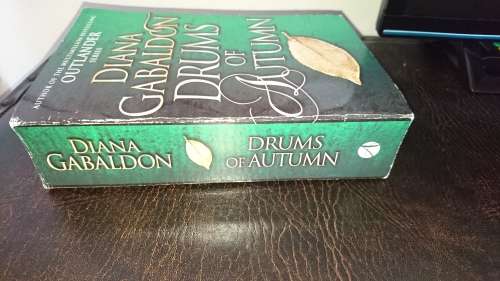 AUTHOR OF THE BESTSELLING
OUTLANDER
SERIES
DIANA
GABALDON
DRUMS
OF
AUTUMN
DIANA
GABALDON
DRUMS
OF AUTUMN